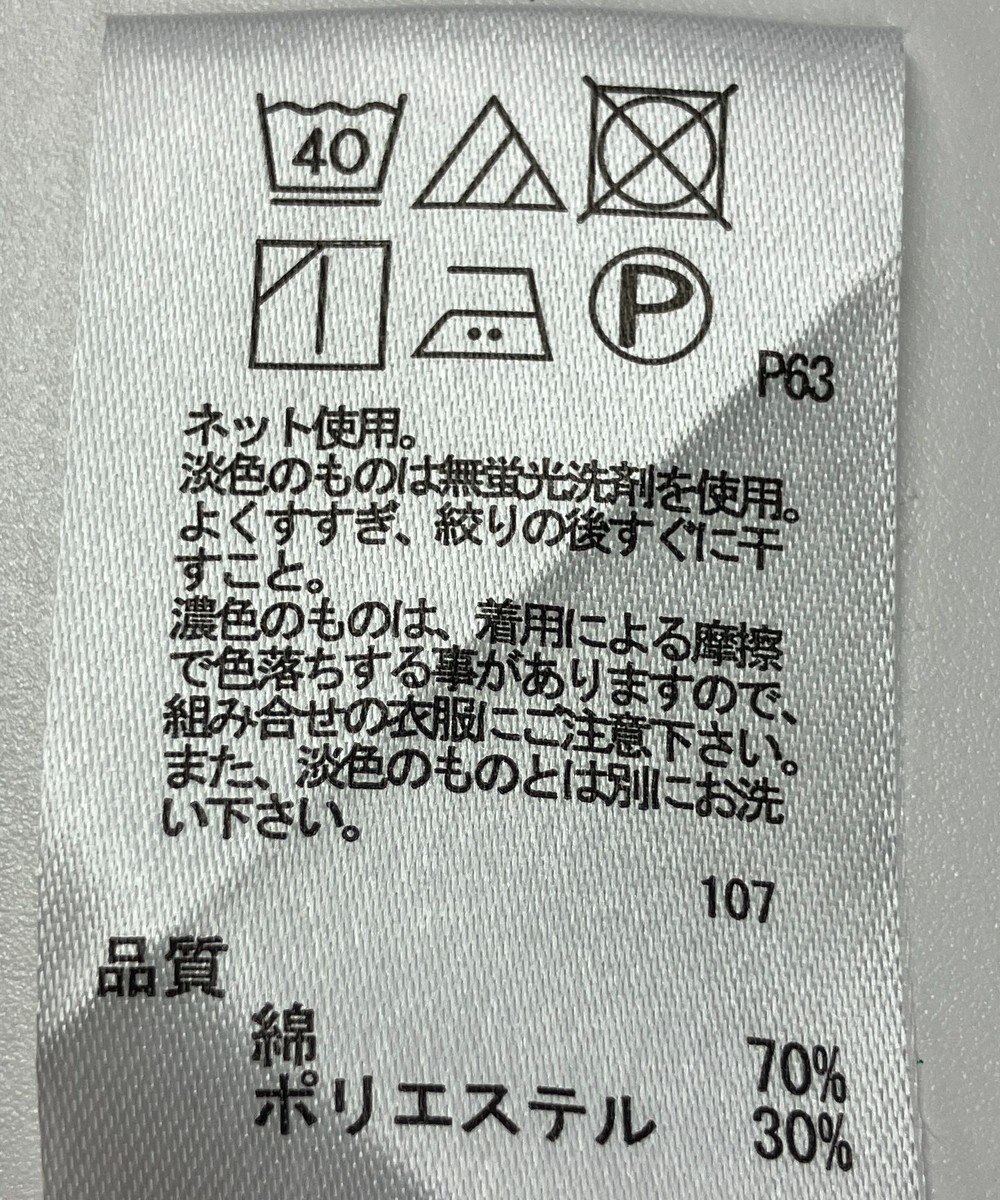 40
P
P63
ネット使用。
淡色のものは無蛍光洗剤を使用。
よくすすぎ、絞りの後すぐに干
すこと。
濃色のものは、着用による摩擦
で色落ちする事がありますので、
組み合せの衣服にご注意下さい。
また、淡色のものとは別にお洗
い下さい。
107
品質
綿 70%
ポリエステル 30%